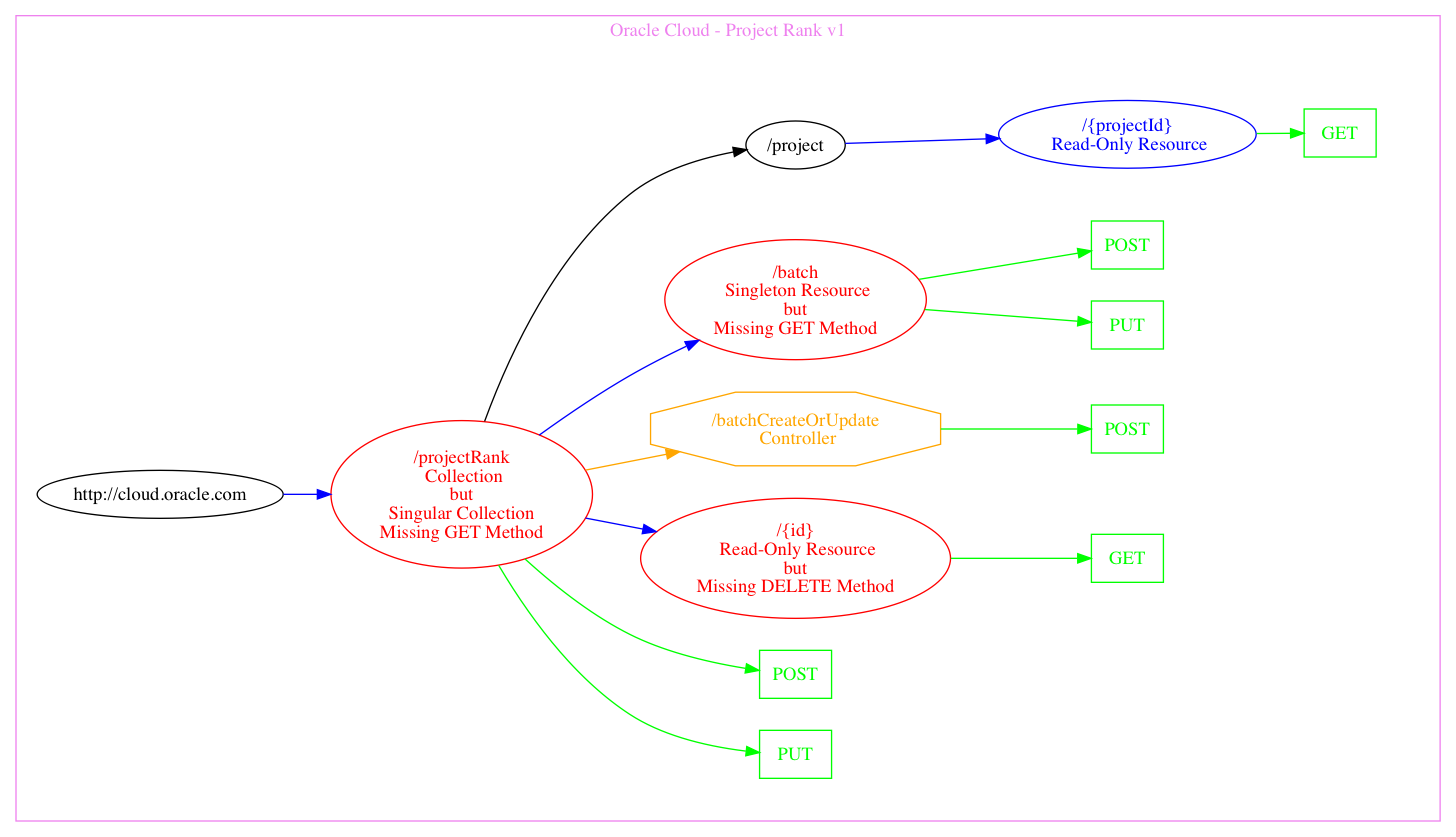 Oracle Cloud - Project Rank v1
/project
/{projectId}
Read-Only Resource
GET
/batch
Singleton Resource
but
Missing GET Method
POST
PUT
/batchCreateOrUpdate
Controller
POST
http://cloud.oracle.com
/projectRank
Collection
but
Singular Collection
Missing GET Method
/{id}
Read-Only Resource
but
Missing DELETE Method
GET
POST
PUT